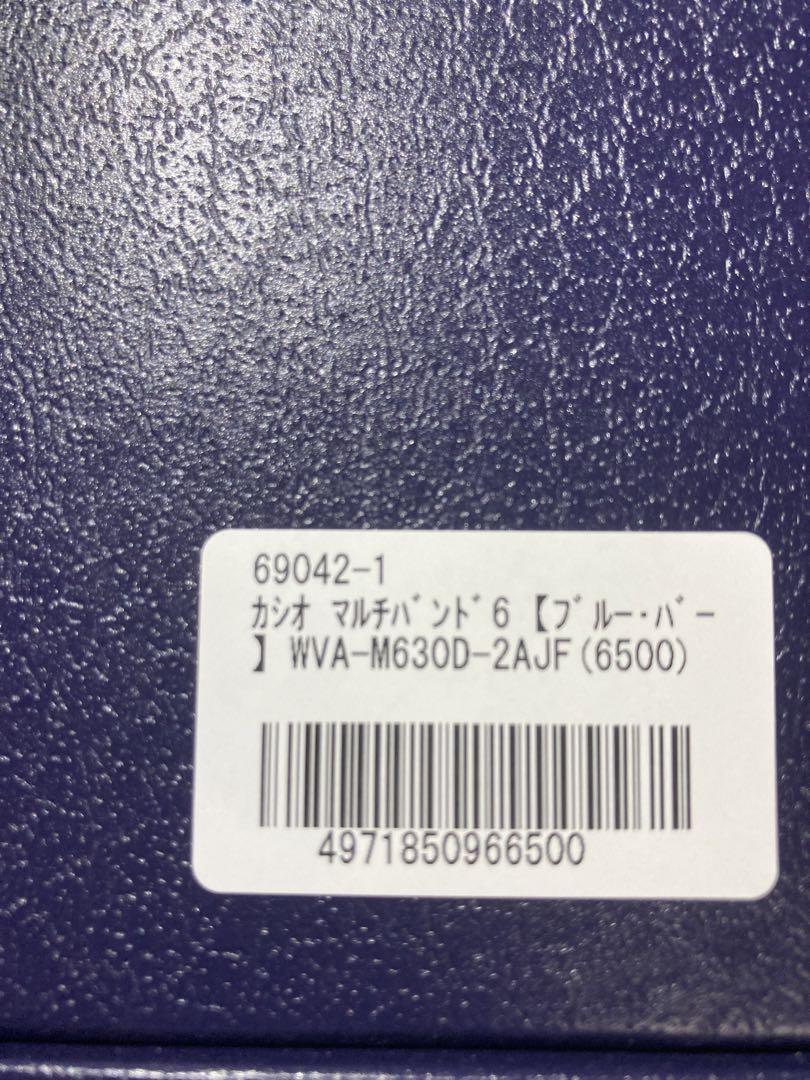 69042-1
ｶｼｵ ﾏﾙﾁﾊﾞﾝﾄﾞ6【ﾌﾞﾙｰ･ﾊﾞｰ
】WVA-M630D-2AJF(6500)
4971850966500